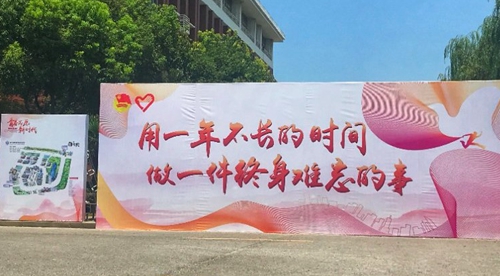 用一年不长的时间
做一件终身难忘的事